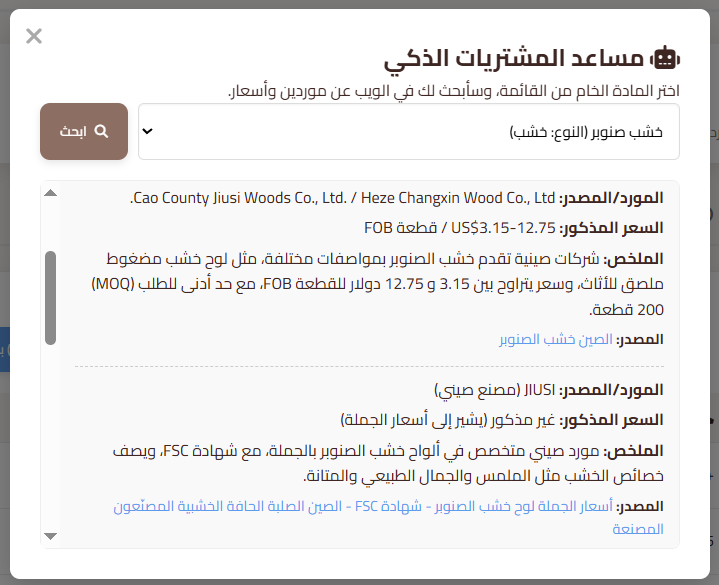 مساعد المشتريات الذكي
اختر المادة الخام من القائمة، وسأبحث لك في الويب عن موردين وأسعار.
خشب صنوبر (النوع: خشب)
ابحث
المورد/المصدر: Cao County Jiusi Woods Co., Ltd. / Heze Changxin Wood Co., Ltd.
السعر المذكور: US$3.15-12.75 / قطعة FOB
الملخص: شركات صينية تقدم خشب الصنوبر بمواصفات مختلفة، مثل لوح خشب مضغوط
ملصق للأثاث، وسعر يتراوح بين 3.15 و 12.75 دولار للقطعة FOB، مع حد أدنى للطلب (MOQ)
200 قطعة.
المصدر: الصين خشب الصنوبر
المورد/المصدر: JIUSI (مصنع صيني)
السعر المذكور: غير مذكور (يشير إلى أسعار الجملة)
الملخص: مورد صيني متخصص في ألواح خشب الصنوبر بالجملة، مع شهادة FSC، ويصف
خصائص الخشب مثل الملمس والجمال الطبيعي والمتانة.
المصدر: أسعار الجملة لوح خشب الصنوبر - شهادة FSC - الصين الصلبة الحافة الخشبية المصنّعون
المصنعة